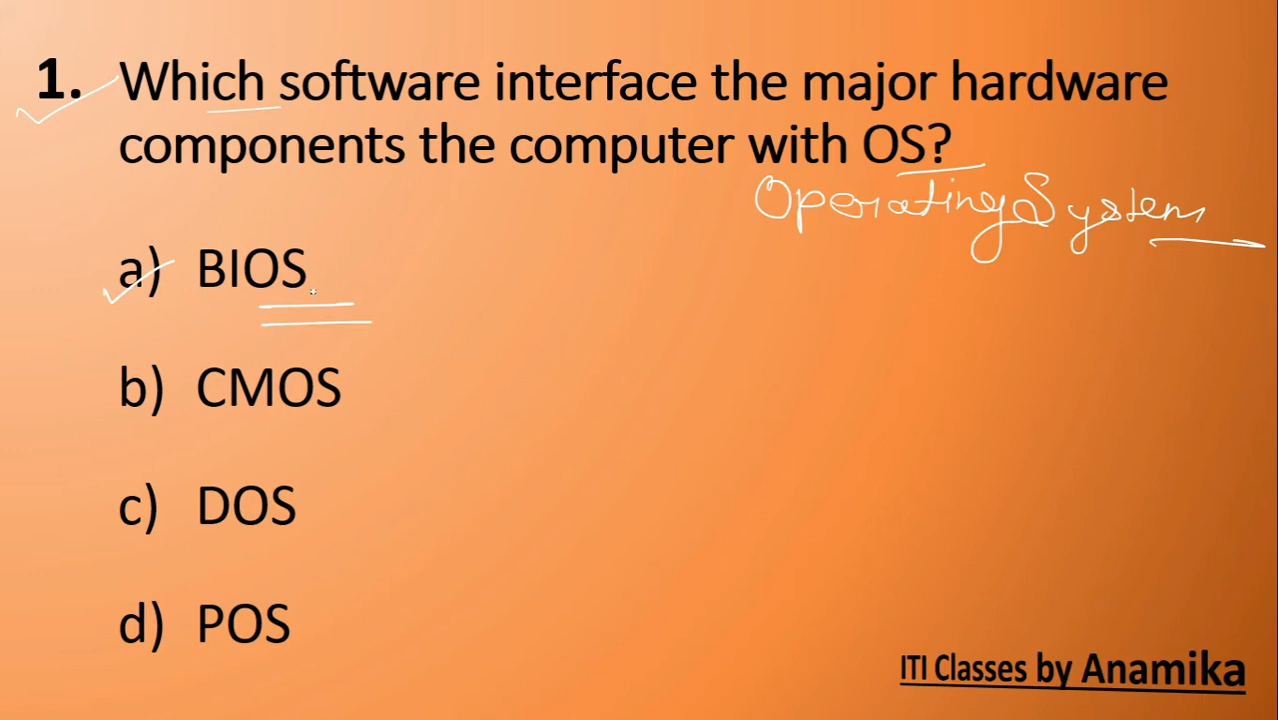 1. Which software interface the major hardware
components the computer with OS?
Operating System
a) BIOS
b) CMOS
c) DOS
d) POS
ITI Classes by Anamika